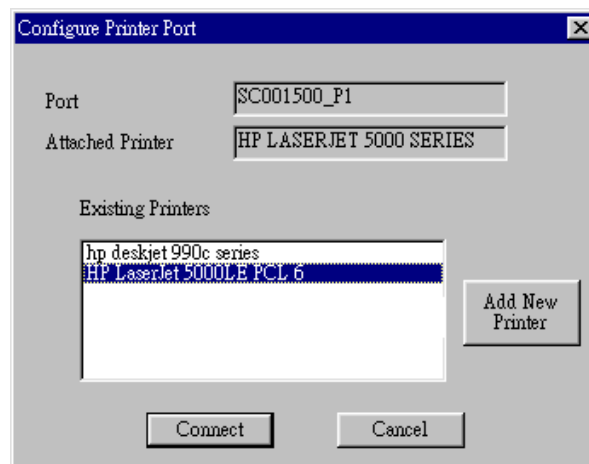 Configure Printer Port
Port
SC001500_P1
Attached Printer
HP LASERJET 5000 SERIES
Existing Printers
hp deskjet 990c series
HP LaserJet 5000LE PCL 6
Add New
Printer
Connect
Cancel